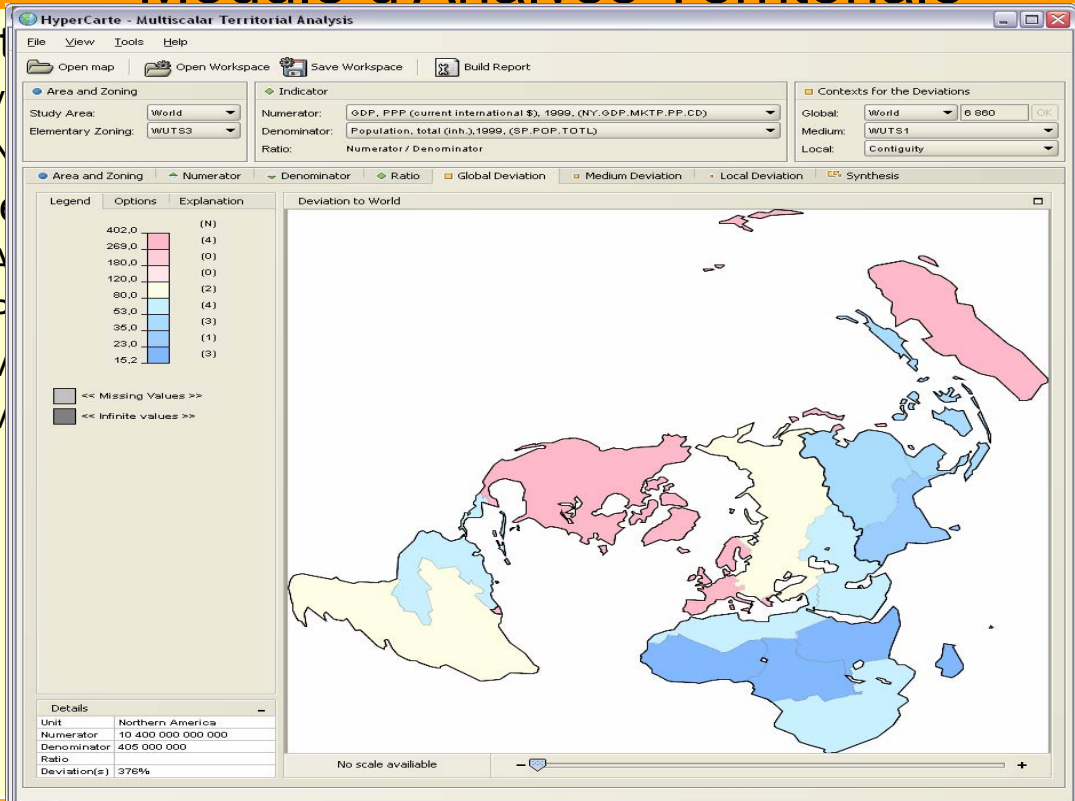 Module d'Analyse Territoriale
HyperCarte - Multiscalar Territorial Analysis
File View Tools Help
Open map Open Workspace Save Workspace Build Report
Area and Zoning
Study Area: World
Elementary Zoning: WUTS3
Indicator
Numerator: GDP, PPP (current international $), 1999, (NY.GDP.MKTP.PP.CD)
Denominator: Population, total (inh.),1999, (SP.POP.TOTL)
Ratio: Numerator / Denominator
Contexts for the Deviations
Global: World 6 860 OK
Medium: WUTS1
Local: Contiguity
Area and Zoning Numerator Denominator Ratio Global Deviation Medium Deviation Local Deviation Synthesis
Legend Options Explanation
(N)
402,0
(4)
269,0
(0)
180,0
(0)
120,0
(2)
80,0
(4)
53,0
(3)
35,0
(1)
23,0
(3)
15,2
<< Missing Values >>
<< Infinite values >>
Deviation to World
Details
Unit Northern America
Numerator 10 400 000 000 000
Denominator 405 000 000
Ratio
Deviation(s) 376%
No scale availiable